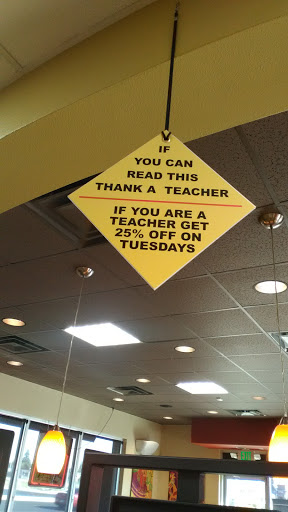 IF
YOU CAN
READ THIS
THANK A TEACHER
IF YOU ARE A
TEACHER GET
25% OFF ON
TUESDAYS